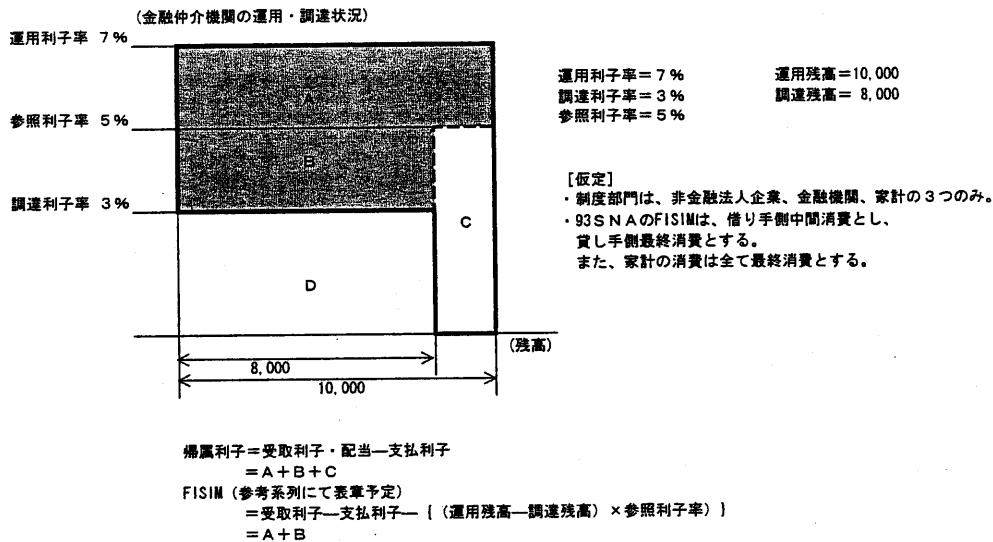 (金融仲介機関の運用・調達状況)
運用利子率 7%
A
運用利子率=7% 運用残高=10,000
調達利子率=3% 調達残高= 8,000
参照利子率=5%
参照利子率 5%
B
[仮定]
・制度部門は、非金融法人企業、金融機関、家計の3つのみ。
・93SNAのFISIMは、借り手側中間消費とし、
貸し手側最終消費とする。
また、家計の消費は全て最終消費とする。
調達利子率 3%
C
D
(残高)
8,000
10,000
帰属利子=受取利子・配当―支払利子
=A+B+C
FISIM(参考系列にて表章予定)
=受取利子―支払利子―{(運用残高―調達残高)×参照利子率)}
=A+B